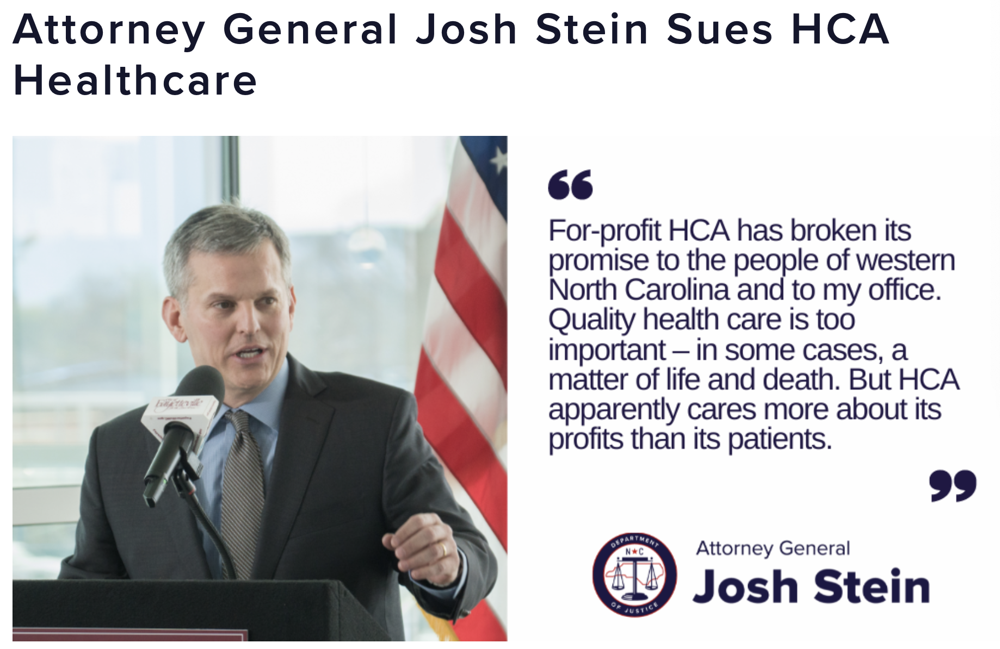 Attorney General Josh Stein Sues HCA
Healthcare
“
For-profit HCA has broken its
promise to the people of western
North Carolina and to my office.
Quality health care is too
important – in some cases, a
matter of life and death. But HCA
apparently cares more about its
profits than its patients.
”
Fayetteville
DEPARTMENT
N★C
OF JUSTICE
Attorney General
Josh Stein